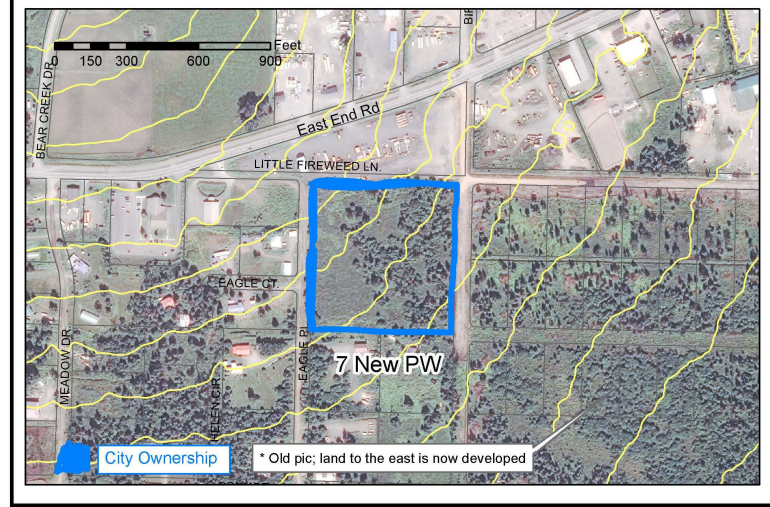 BIR
Feet
0 150 300 600 900
BEAR CREEK DR
East End Rd
LITTLE FIREWEED LN.
EAGLE CT.
EAGLE P
7 New PW
MEADOW DR
HELEN CIR
City Ownership
* Old pic; land to the east is now developed